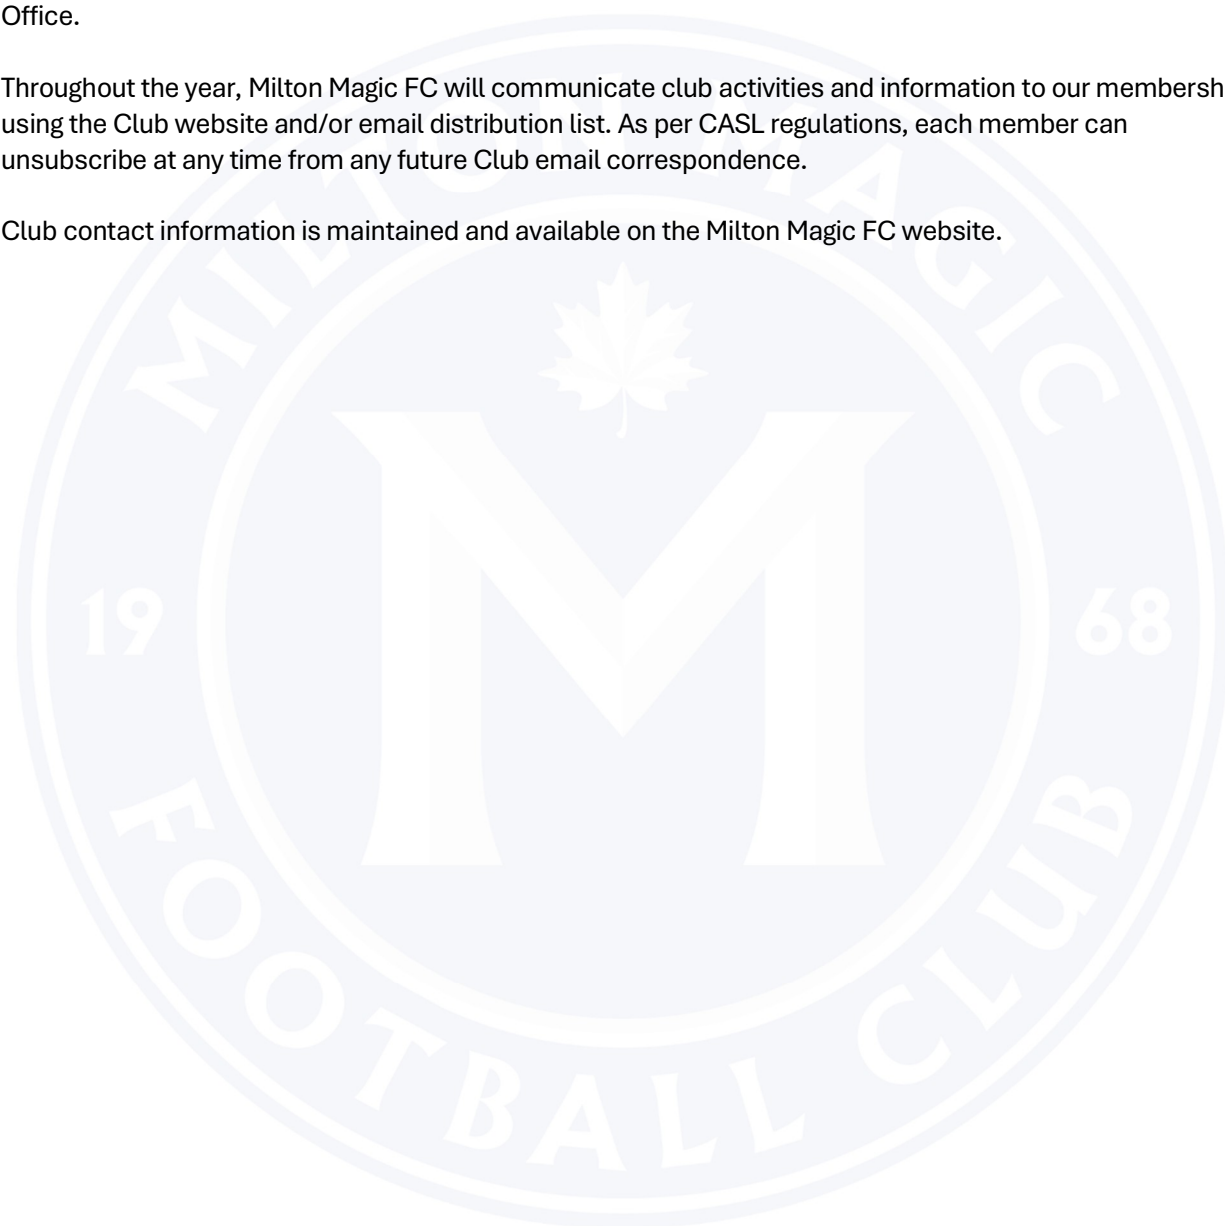 Office.
Throughout the year, Milton Magic FC will communicate club activities and information to our membersh
using the Club website and/or email distribution list. As per CASL regulations, each member can
unsubscribe at any time from any future Club email correspondence.
Club contact information is maintained and available on the Milton Magic FC website.
MILTON MAGIC
19 68
FOOTBALL CLUB